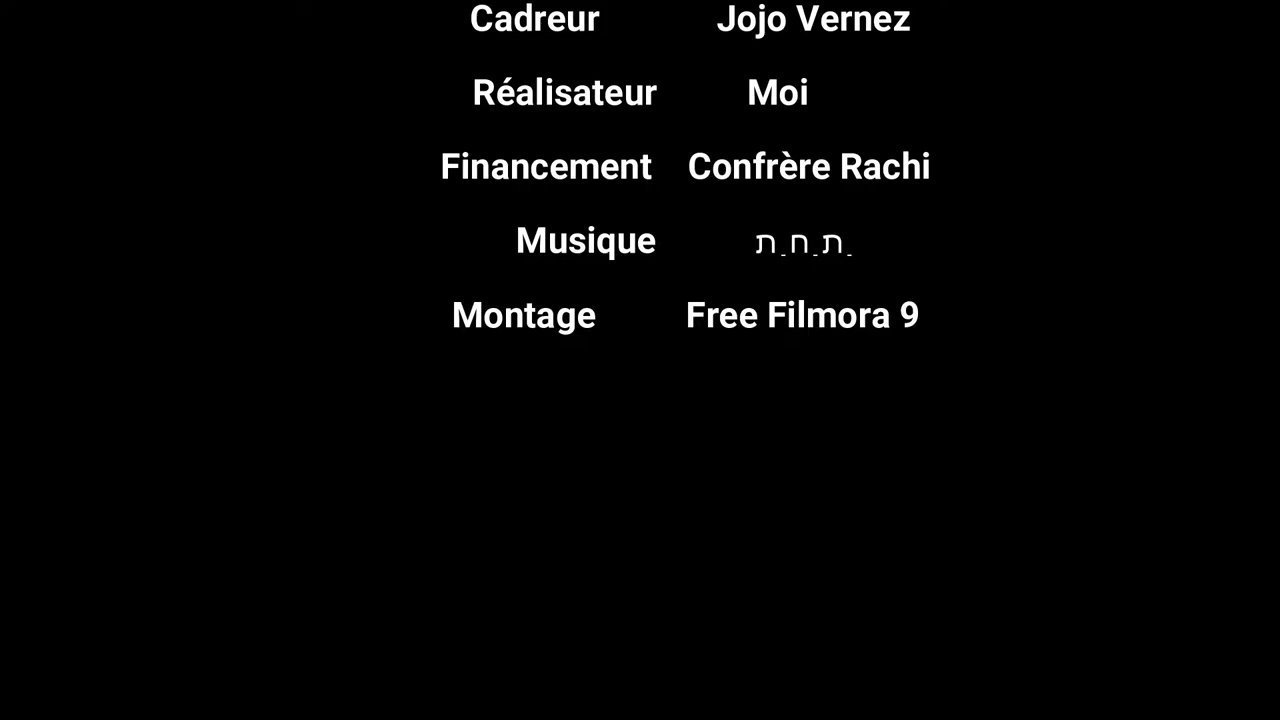 Cadreur Jojo Vernez
Réalisateur Moi
Financement Confrère Rachi
Musique ת.ח.ת.
Montage Free Filmora 9